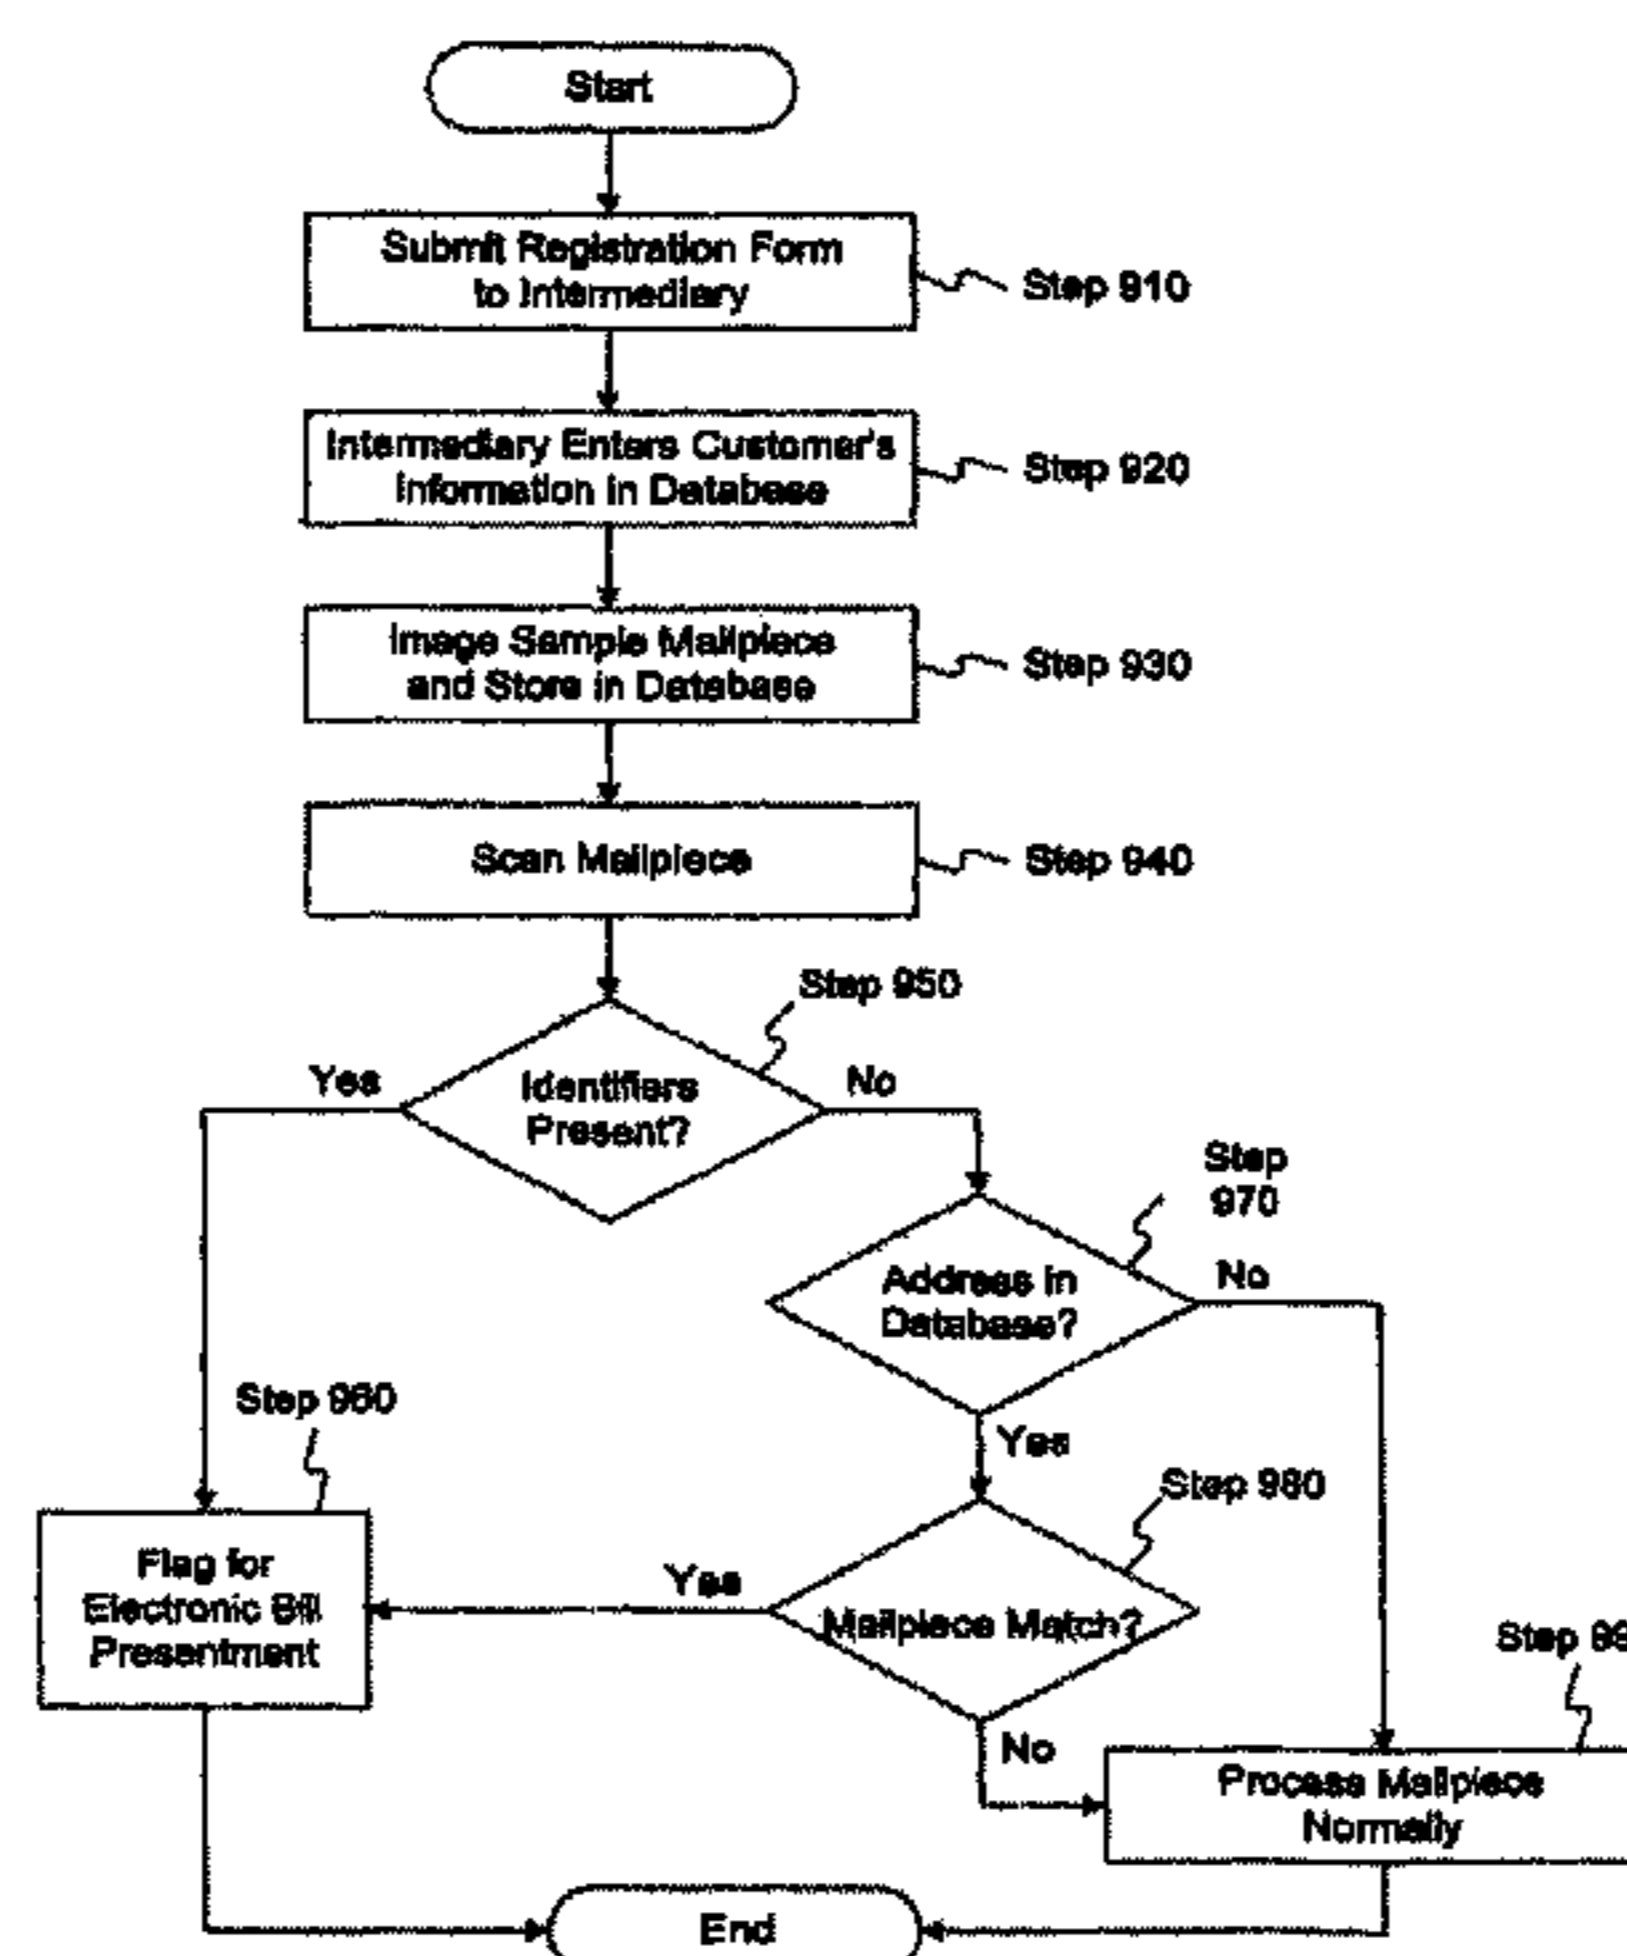 Start
Submit Registration Form
to Intermediary
Step 910
Intermediary Enters Customer's
Information in Database
Step 920
Image Sample Mailpiece
and Store in Database
Step 930
Scan Mailpiece
Step 940
Step 950
Yes
Identifiers
Present?
No
Step
970
Address in
Database?
No
Step 960
Yes
Step 980
Flag for
Electronic Bill
Presentment
Yes
Mailpiece Match?
Step 99
No
Process Mailpiece
Normally
End